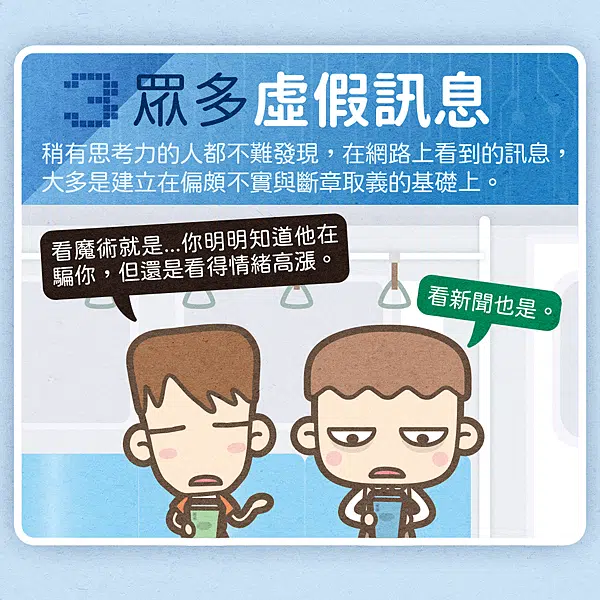 3 眾多虛假訊息
稍有思考力的人都不難發現，在網路上看到的訊息，
大多是建立在偏頗不實與斷章取義的基礎上。
看魔術就是...你明明知道他在
騙你，但還是看得情緒高漲。
看新聞也是。